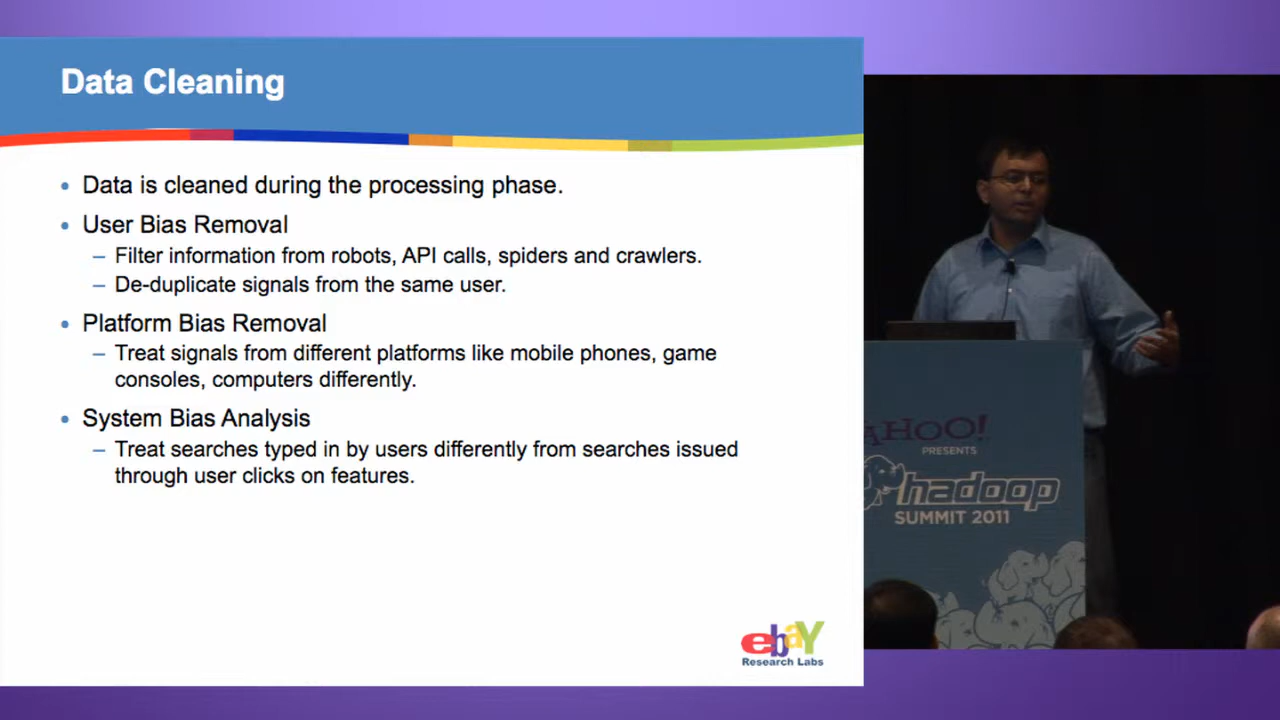 Data Cleaning
Data is cleaned during the processing phase.
User Bias Removal
– Filter information from robots, API calls, spiders and crawlers.
– De-duplicate signals from the same user.
Platform Bias Removal
– Treat signals from different platforms like mobile phones, game
consoles, computers differently.
System Bias Analysis
– Treat searches typed in by users differently from searches issued
through user clicks on features.
ebaY
Research Labs
YAHOO!
PRESENTS
hadoop
SUMMIT 2011